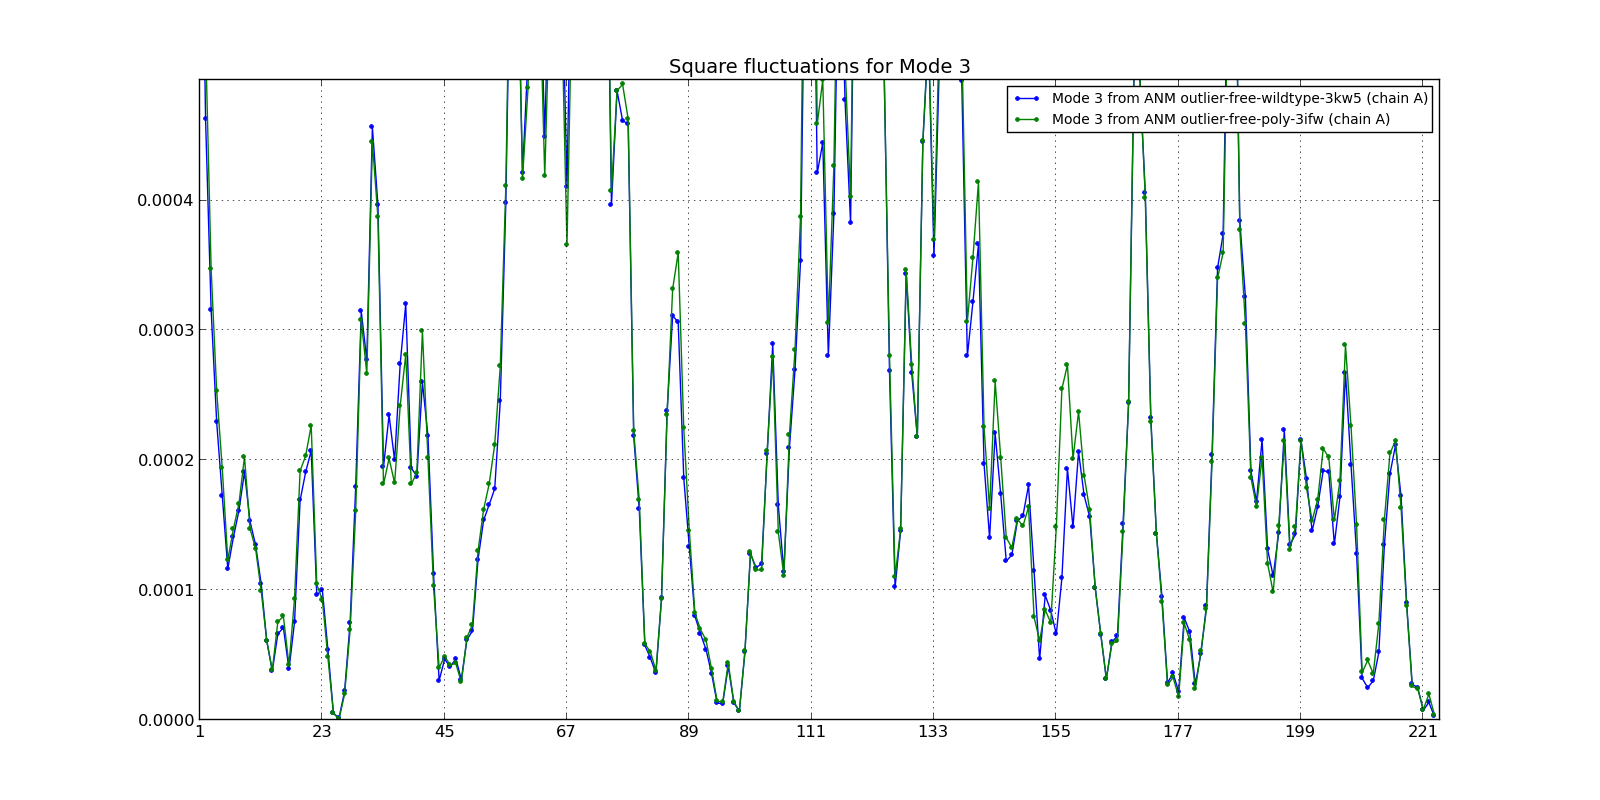 Square fluctuations for Mode 3
Mode 3 from ANM outlier-free-wildtype-3kw5 (chain A)
Mode 3 from ANM outlier-free-poly-3ifw (chain A)
0.0004
0.0003
0.0002
0.0001
0.0000
1 23 45 67 89 111 133 155 177 199 221